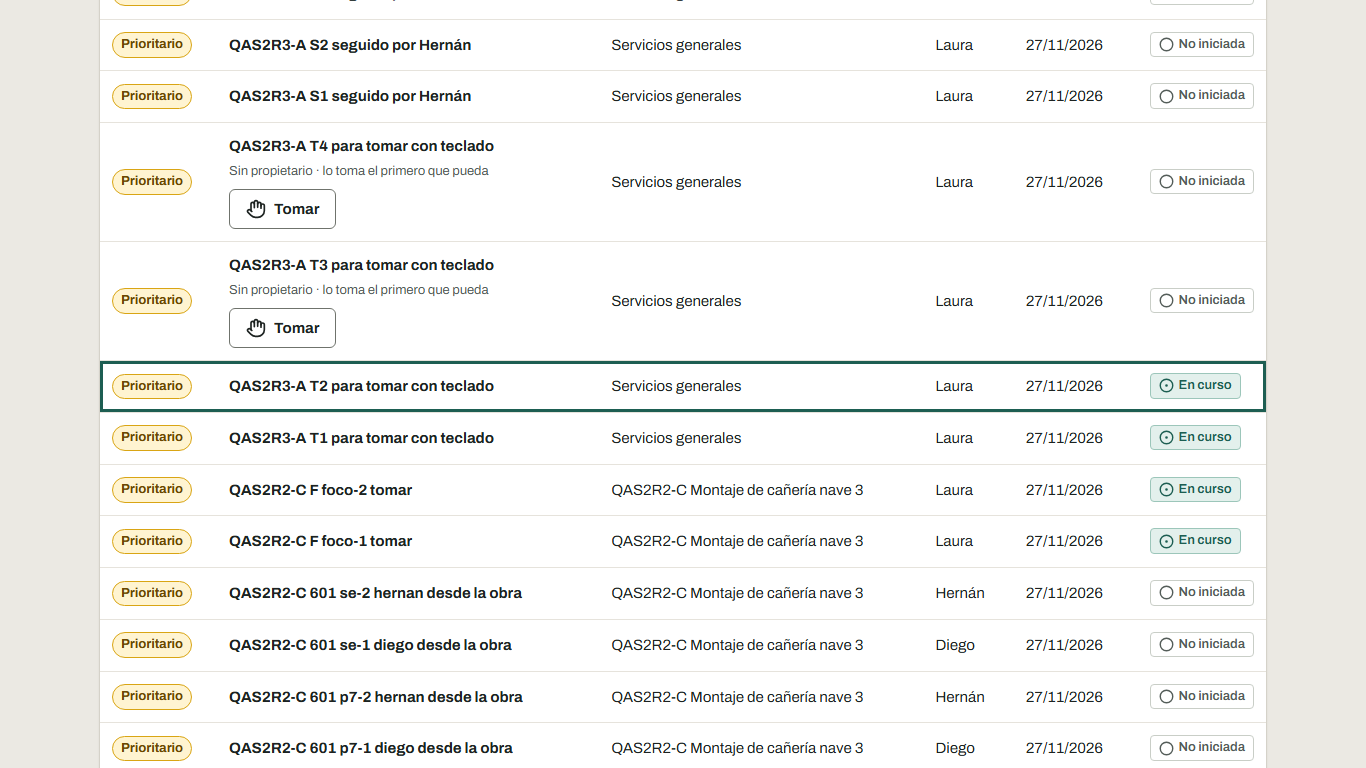 Prioritario QAS2R3-A S2 seguido por Hernán Servicios generales Laura 27/11/2026 No iniciada
Prioritario QAS2R3-A S1 seguido por Hernán Servicios generales Laura 27/11/2026 No iniciada
QAS2R3-A T4 para tomar con teclado
Sin propietario · lo toma el primero que pueda
Prioritario Servicios generales Laura 27/11/2026 No iniciada
Tomar
QAS2R3-A T3 para tomar con teclado
Sin propietario · lo toma el primero que pueda
Prioritario Servicios generales Laura 27/11/2026 No iniciada
Tomar
Prioritario QAS2R3-A T2 para tomar con teclado Servicios generales Laura 27/11/2026 En curso
Prioritario QAS2R3-A T1 para tomar con teclado Servicios generales Laura 27/11/2026 En curso
Prioritario QAS2R2-C F foco-2 tomar QAS2R2-C Montaje de cañería nave 3 Laura 27/11/2026 En curso
Prioritario QAS2R2-C F foco-1 tomar QAS2R2-C Montaje de cañería nave 3 Laura 27/11/2026 En curso
Prioritario QAS2R2-C 601 se-2 hernan desde la obra QAS2R2-C Montaje de cañería nave 3 Hernán 27/11/2026 No iniciada
Prioritario QAS2R2-C 601 se-1 diego desde la obra QAS2R2-C Montaje de cañería nave 3 Diego 27/11/2026 No iniciada
Prioritario QAS2R2-C 601 p7-2 hernan desde la obra QAS2R2-C Montaje de cañería nave 3 Hernán 27/11/2026 No iniciada
Prioritario QAS2R2-C 601 p7-1 diego desde la obra QAS2R2-C Montaje de cañería nave 3 Diego 27/11/2026 No iniciada